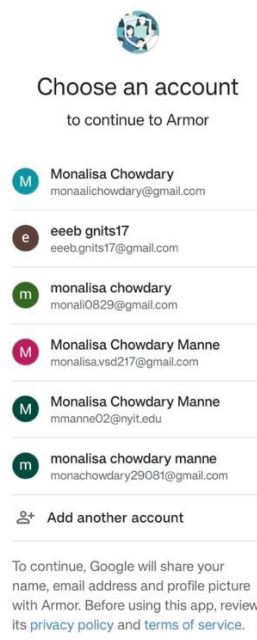 Choose an account
to continue to Armor
M Monalisa Chowdary
monaalichowdary@gmail.com
e eeeb gnits17
eeeb.gnits17@gmail.com
m monalisa chowdary
monali0829@gmail.com
M Monalisa Chowdary Manne
monalisa.vsd217@gmail.com
M Monalisa Chowdary Manne
mmanne02@nyit.edu
m monalisa chowdary manne
monachowdary29081@gmail.com
Add another account
To continue, Google will share your
name, email address and profile picture
with Armor. Before using this app, review
its privacy policy and terms of service.